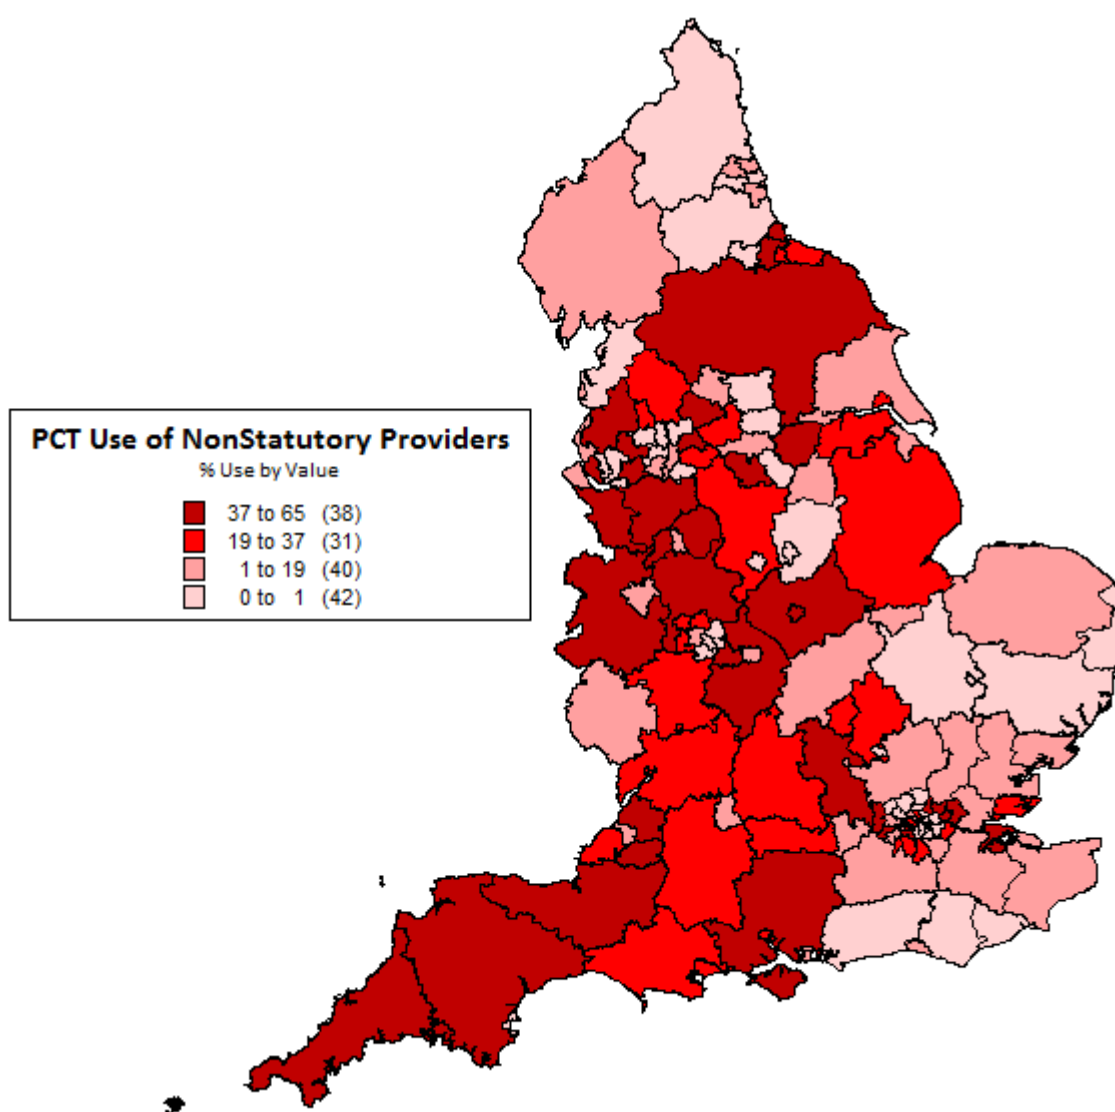 PCT Use of NonStatutory Providers
% Use by Value
37 to 65 (38)
19 to 37 (31)
1 to 19 (40)
0 to 1 (42)